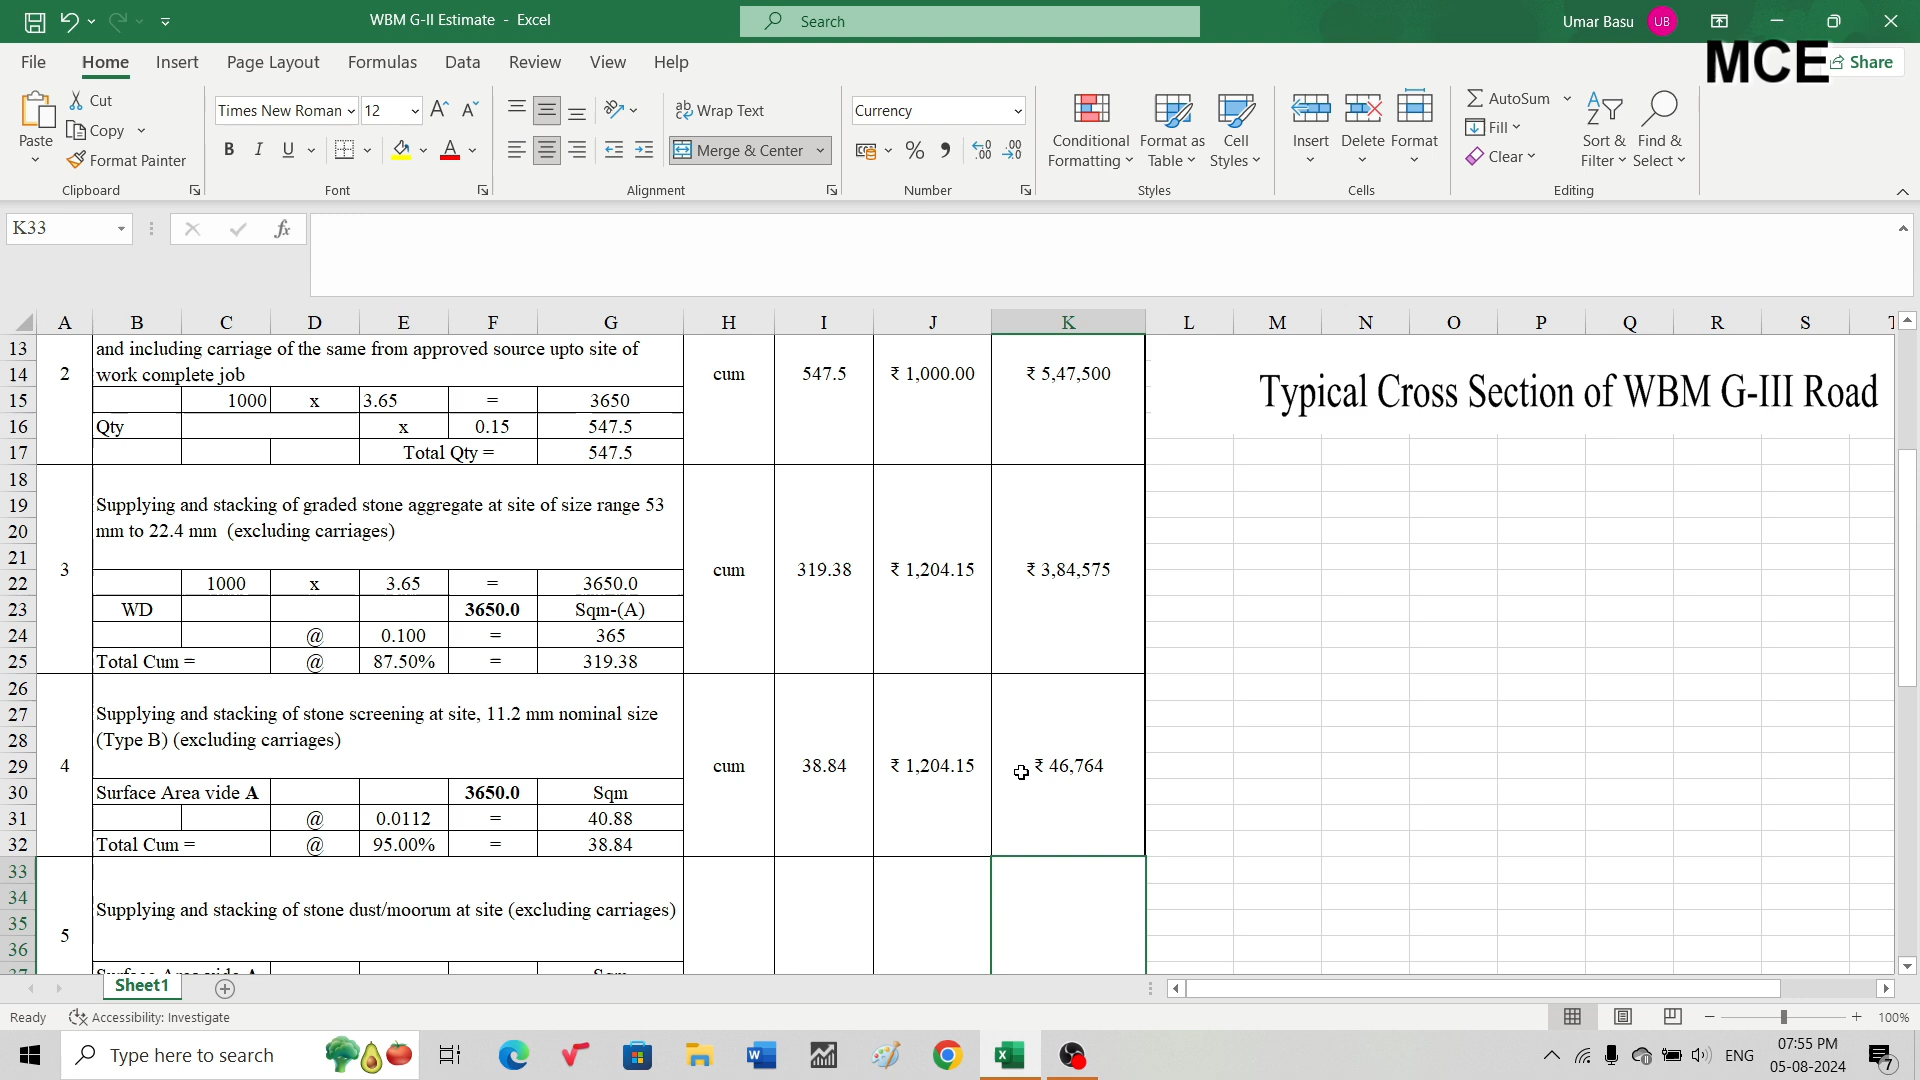 WBM G-II Estimate - Excel
Search
Umar Basu UB
MCE
File Home Insert Page Layout Formulas Data Review View Help Share
Paste
Cut
Copy
Format Painter
Clipboard
Times New Roman 12
B I U
Font
Wrap Text
Merge & Center
Alignment
Currency
% ,
Number
Conditional Formatting
Format as Table
Cell Styles
Styles
Insert Delete Format
Cells
AutoSum
Fill
Clear
Sort & Filter
Find & Select
Editing
K33 fx
A B C D E F G H I J K L M N O P Q R S
13 and including carriage of the same from approved source upto site of
14 2 work complete job cum 547.5 ₹ 1,000.00 ₹ 5,47,500
Typical Cross Section of WBM G-III Road
15 1000 x 3.65 = 3650
16 Qty x 0.15 547.5
17 Total Qty = 547.5
18
19 Supplying and stacking of graded stone aggregate at site of size range 53
20 mm to 22.4 mm (excluding carriages)
21 3 cum 319.38 ₹ 1,204.15 ₹ 3,84,575
22 1000 x 3.65 = 3650.0
23 WD 3650.0 Sqm-(A)
24 @ 0.100 = 365
25 Total Cum = @ 87.50% = 319.38
26
27 Supplying and stacking of stone screening at site, 11.2 mm nominal size
28 (Type B) (excluding carriages)
29 4 cum 38.84 ₹ 1,204.15 ₹ 46,764
30 Surface Area vide A 3650.0 Sqm
31 @ 0.0112 = 40.88
32 Total Cum = @ 95.00% = 38.84
33
34
35 Supplying and stacking of stone dust/moorum at site (excluding carriages)
36 5
37 Surface Area vide A Sqm
Sheet1
Ready Accessibility: Investigate 100%
Type here to search
ENG
07:55 PM
05-08-2024
7